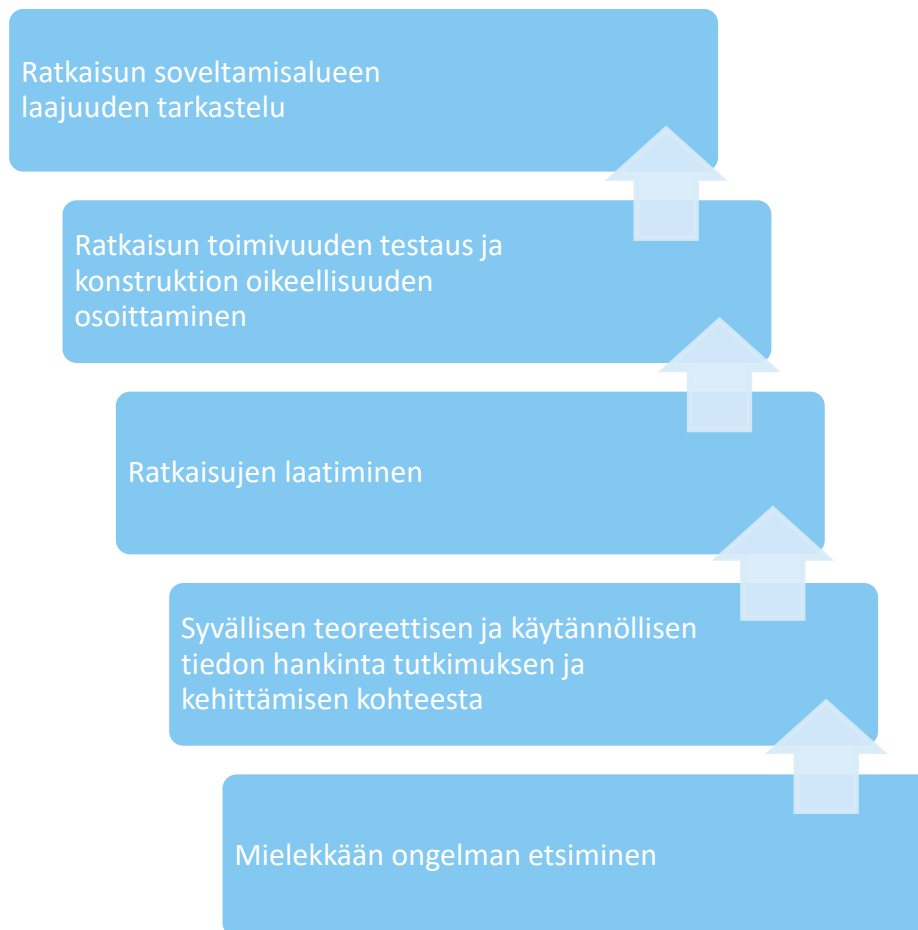 Ratkaisun soveltamisalueen
laajuuden tarkastelu
Ratkaisun toimivuuden testaus ja
konstruktion oikeellisuuden
osoittaminen
Ratkaisujen laatiminen
Syvällisen teoreettisen ja käytännöllisen
tiedon hankinta tutkimuksen ja
kehittämisen kohteesta
Mielekkään ongelman etsiminen